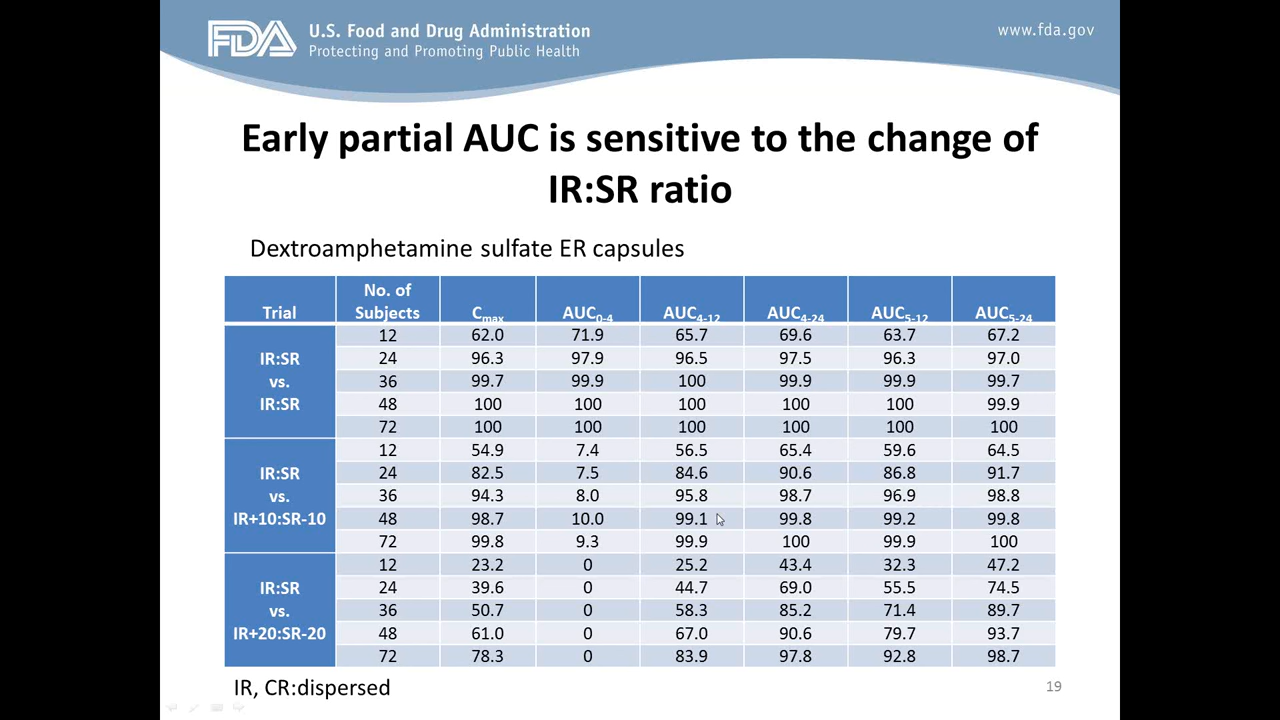 FDA
U.S. Food and Drug Administration
Protecting and Promoting Public Health
www.fda.gov
Early partial AUC is sensitive to the change of
IR:SR ratio
Dextroamphetamine sulfate ER capsules
Trial No. of Subjects Cmax AUC0-4 AUC4-12 AUC4-24 AUC5-12 AUC5-24
IR:SR vs. IR:SR
12 62.0 71.9 65.7 69.6 63.7 67.2
24 96.3 97.9 96.5 97.5 96.3 97.0
36 99.7 99.9 100 99.9 99.9 99.7
48 100 100 100 100 100 99.9
72 100 100 100 100 100 100
IR:SR vs. IR+10:SR-10
12 54.9 7.4 56.5 65.4 59.6 64.5
24 82.5 7.5 84.6 90.6 86.8 91.7
36 94.3 8.0 95.8 98.7 96.9 98.8
48 98.7 10.0 99.1 99.8 99.2 99.8
72 99.8 9.3 99.9 100 99.9 100
IR:SR vs. IR+20:SR-20
12 23.2 0 25.2 43.4 32.3 47.2
24 39.6 0 44.7 69.0 55.5 74.5
36 50.7 0 58.3 85.2 71.4 89.7
48 61.0 0 67.0 90.6 79.7 93.7
72 78.3 0 83.9 97.8 92.8 98.7
IR, CR:dispersed
19